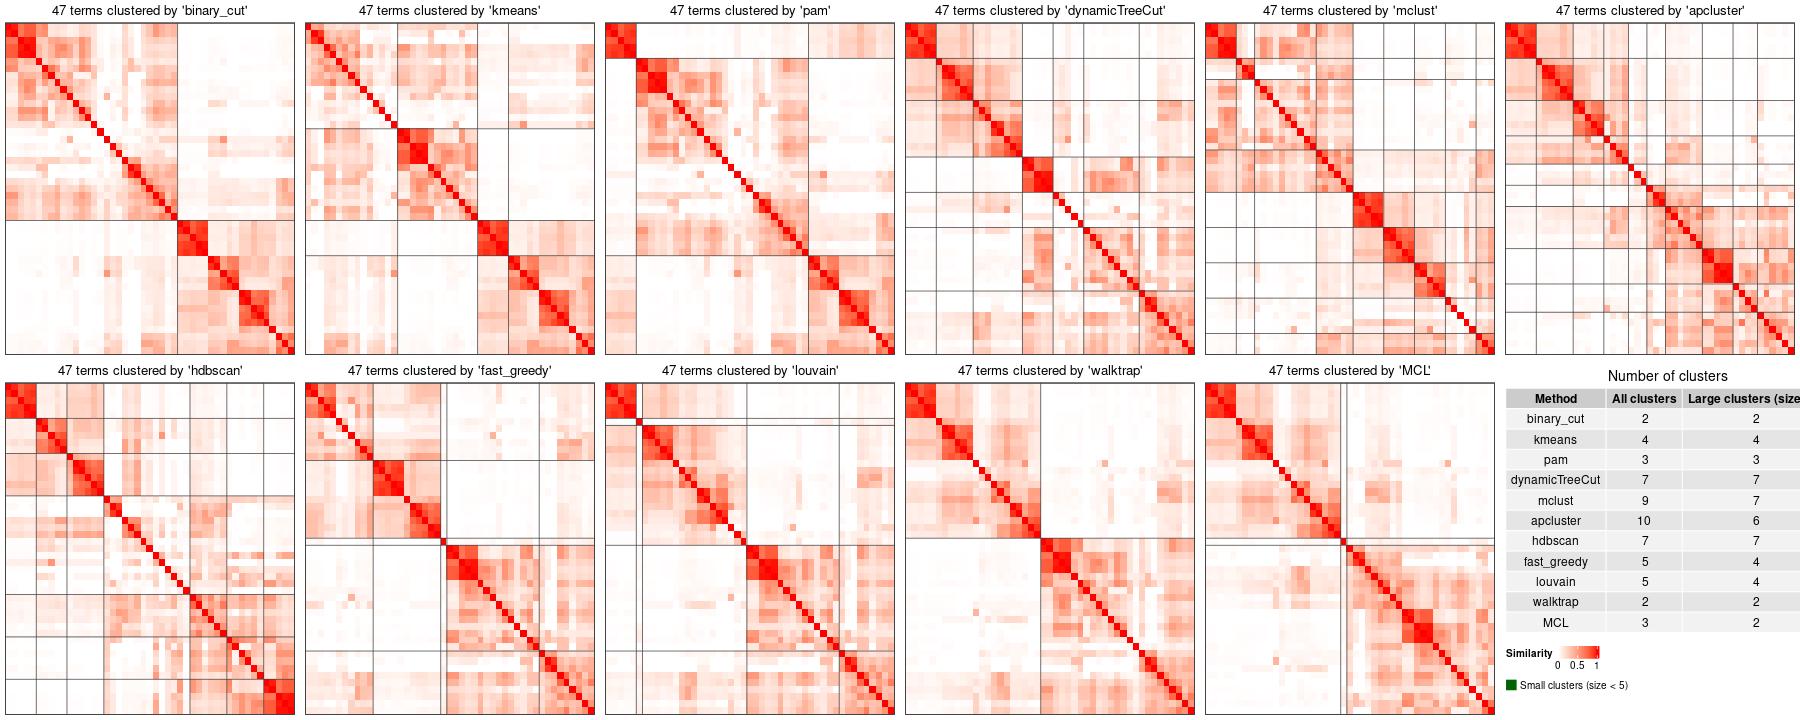 47 terms clustered by 'binary_cut'
47 terms clustered by 'kmeans'
47 terms clustered by 'pam'
47 terms clustered by 'dynamicTreeCut'
47 terms clustered by 'mclust'
47 terms clustered by 'apcluster'
47 terms clustered by 'hdbscan'
47 terms clustered by 'fast_greedy'
47 terms clustered by 'louvain'
47 terms clustered by 'walktrap'
47 terms clustered by 'MCL'
Number of clusters
Method All clusters Large clusters (size
binary_cut 2 2
kmeans 4 4
pam 3 3
dynamicTreeCut 7 7
mclust 9 7
apcluster 10 6
hdbscan 7 7
fast_greedy 5 4
louvain 5 4
walktrap 2 2
MCL 3 2
Similarity
0 0.5 1
Small clusters (size < 5)